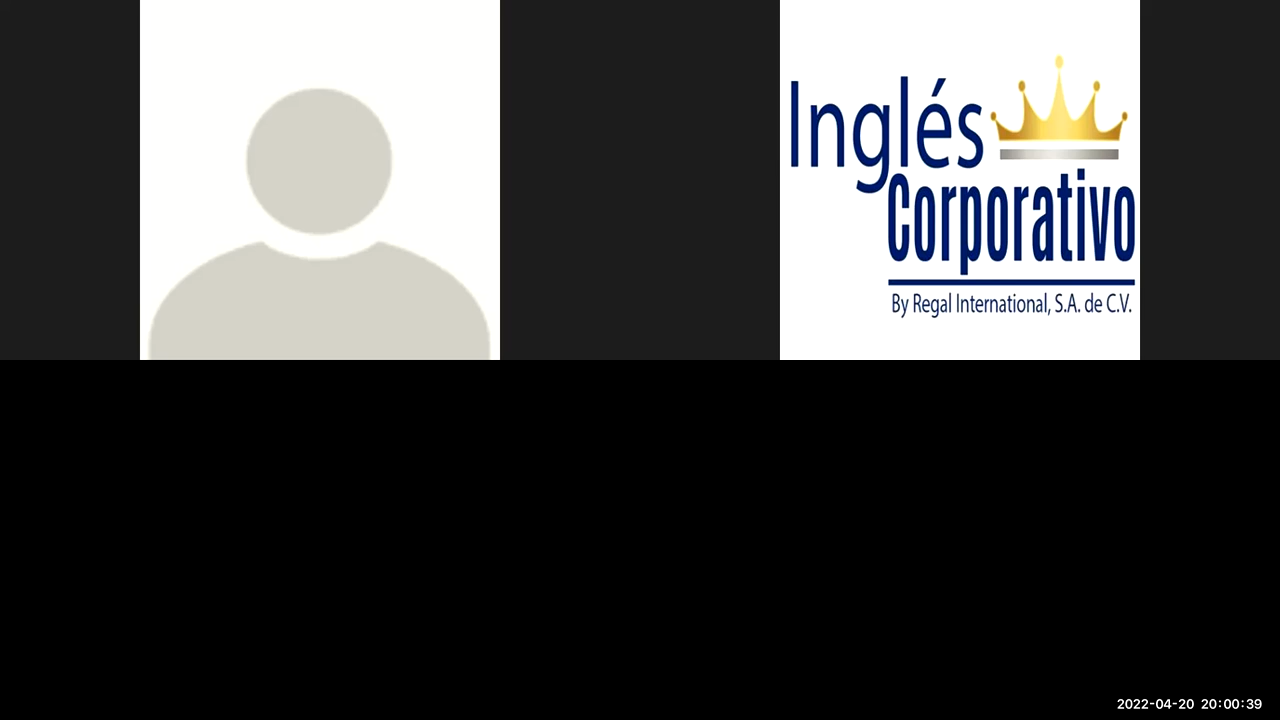 Inglés
Corporativo
By Regal International, S.A. de C.V.
2022-04-20 20:00:39